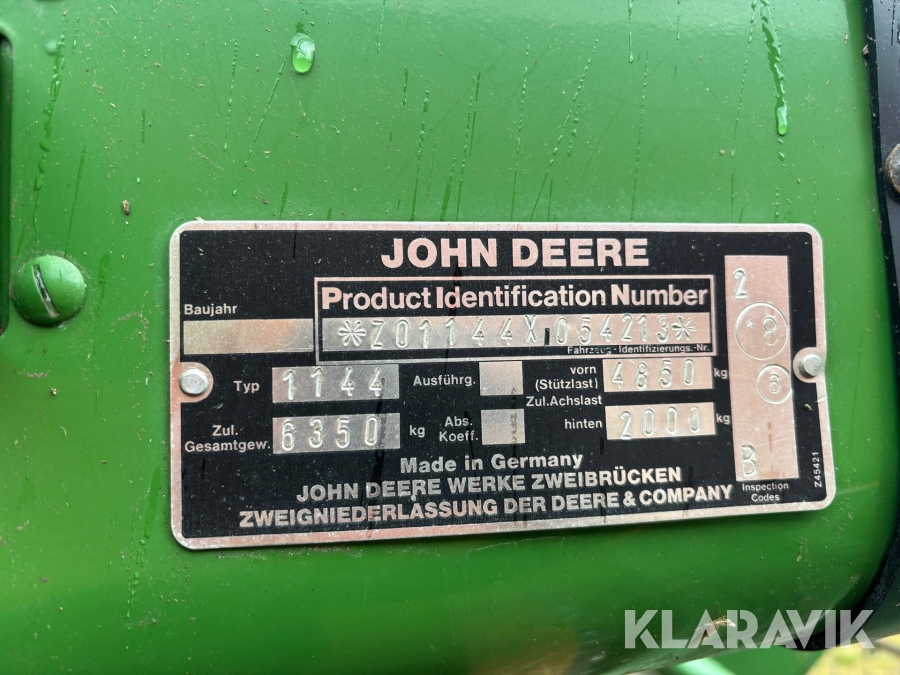 JOHN DEERE
Baujahr
Product Identification Number
*Z01144X054213*
Fahrzeug-Identifizierungs.-Nr.
Typ 1144 Ausführg. vorn (Stützlast) 4850 kg
Zul.Achslast
Zul. Gesamtgew. 6350 kg Abs. Koeff. hinten 2000 kg
Made in Germany
JOHN DEERE WERKE ZWEIBRÜCKEN
ZWEIGNIEDERLASSUNG DER DEERE & COMPANY
2
8
6
B
Inspection Codes
Z45421
KLARAVIK